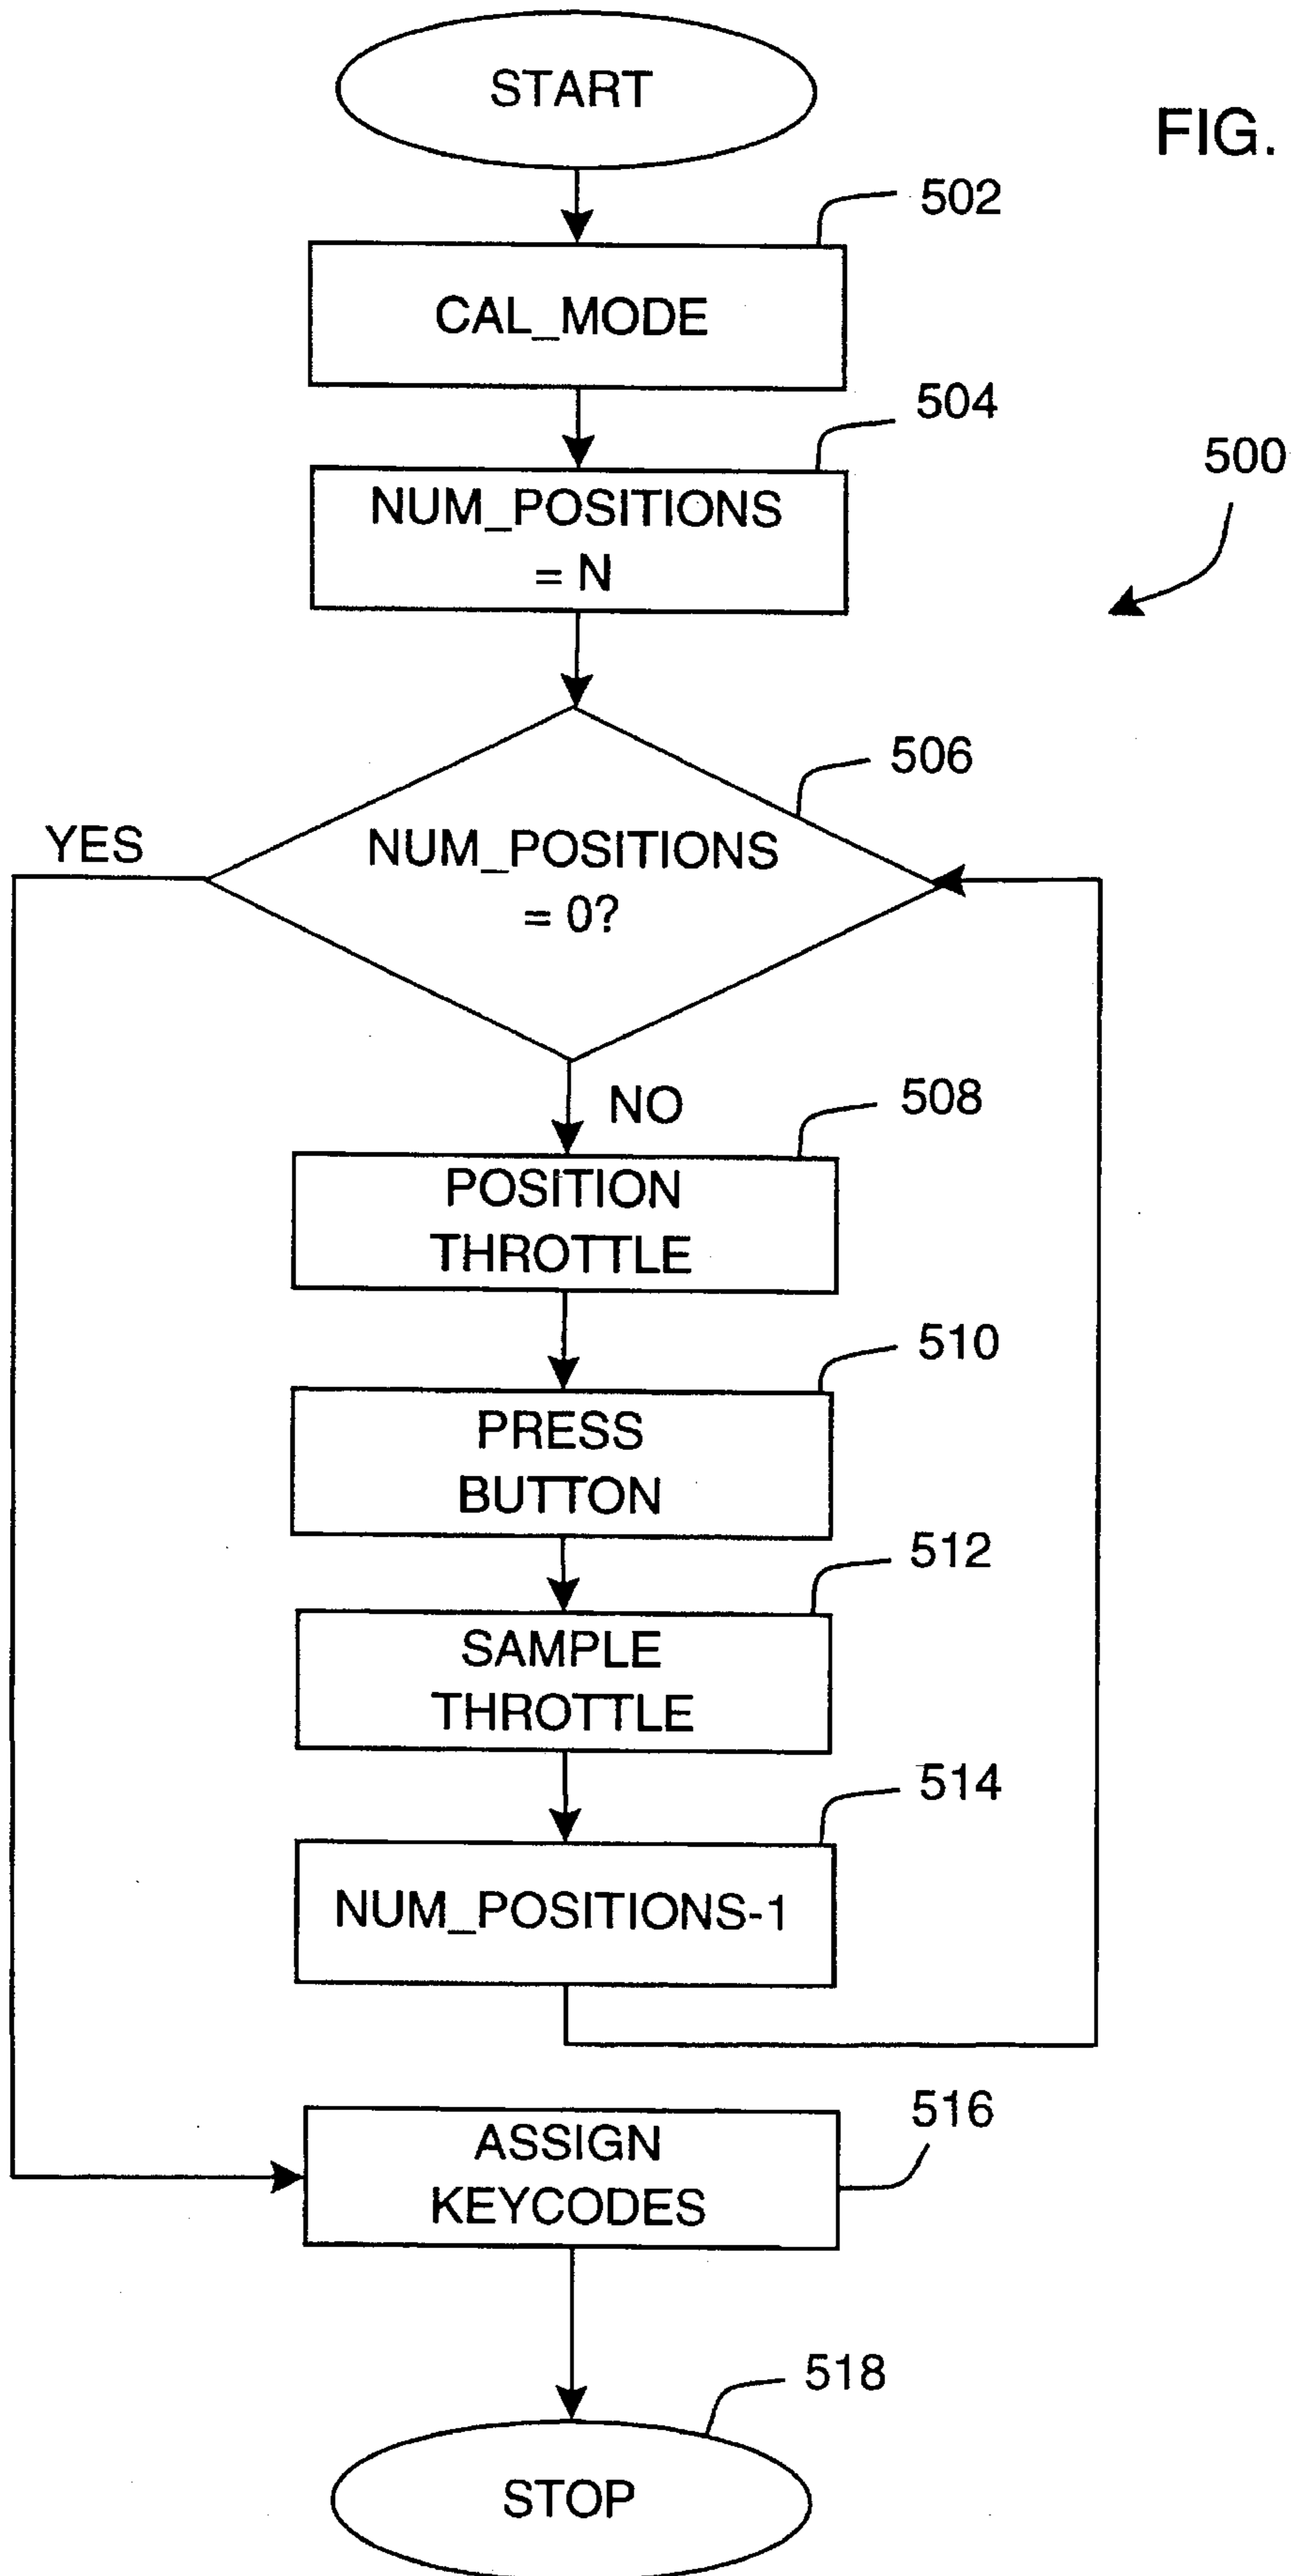 START
FIG.
502
CAL_MODE
504
NUM_POSITIONS
= N
500
506
YES
NUM_POSITIONS
= 0?
NO
508
POSITION
THROTTLE
510
PRESS
BUTTON
512
SAMPLE
THROTTLE
514
NUM_POSITIONS-1
516
ASSIGN
KEYCODES
518
STOP